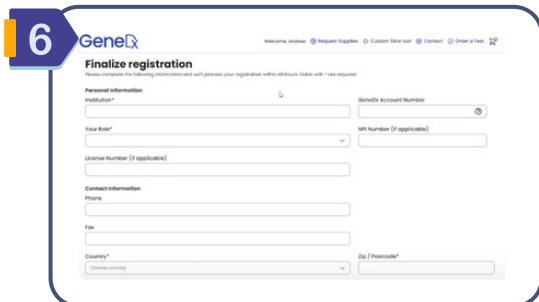 6
GeneDx
Welcome, Andrea Request Supplies Custom Slice tool Contact Order a Test
Finalize registration
Please complete the following information and we'll process your registration within 48 hours. Fields with * are required
Personal Information
Institution* GeneDx Account Number
Your Role* NPI Number (if applicable)
License Number (if applicable)
Contact Information
Phone
Fax
Country* Zip / Postcode*
Choose country